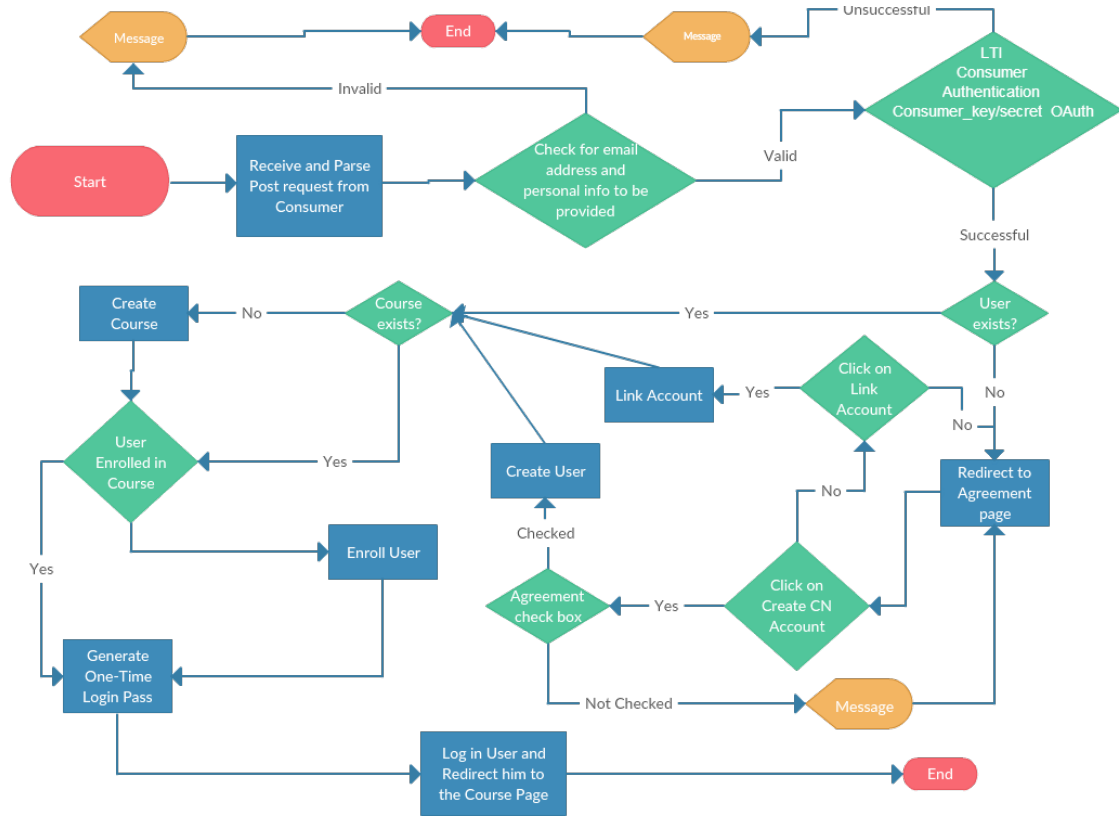 Message
End
Message
Unsuccessful
LTI
Consumer
Authentication
Consumer_key/secret OAuth
Invalid
Start
Receive and Parse
Post request from
Consumer
Check for email
address and
personal info to be
provided
Valid
Successful
Create
Course
No
Course
exists?
Yes
User
exists?
No
Click on
Link
Account
Yes
Link Account
No
User
Enrolled in
Course
Yes
Create User
No
Redirect to
Agreement
page
Checked
Enroll User
Yes
Agreement
check box
Yes
Click on
Create CN
Account
Generate
One-Time
Login Pass
Not Checked
Message
Log in User and
Redirect him to
the Course Page
End